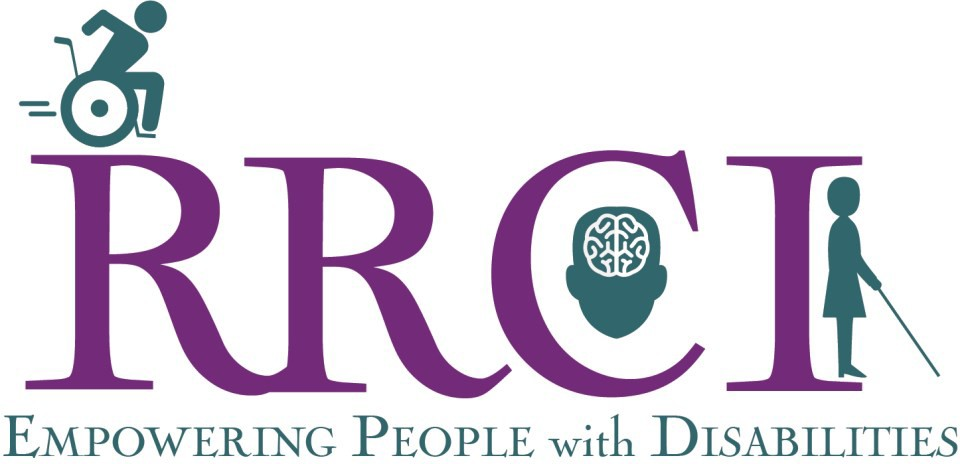 RRCI
EMPOWERING PEOPLE with DISABILITIES